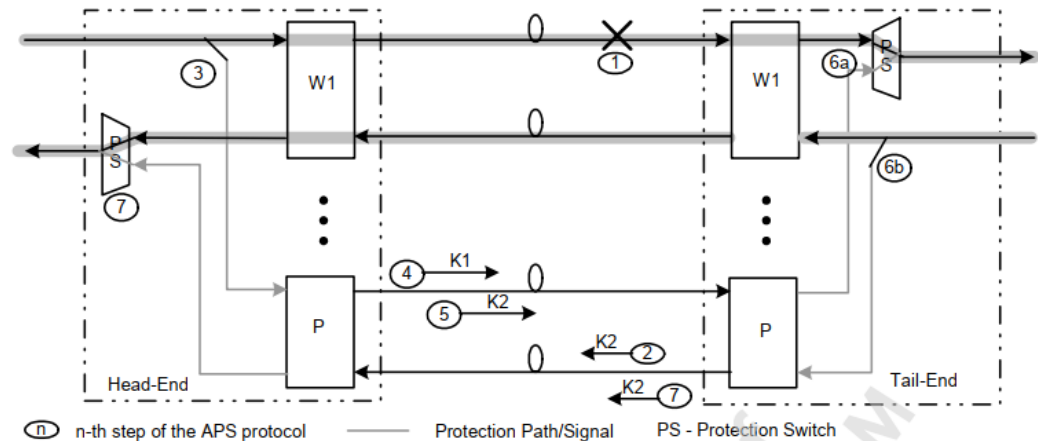 1
P
S
6a
3
W1
W1
P
S
7
6b
K1
4
K2
5
P
P
K2
2
K2
7
Head-End
Tail-End
n n-th step of the APS protocol Protection Path/Signal PS - Protection Switch
M